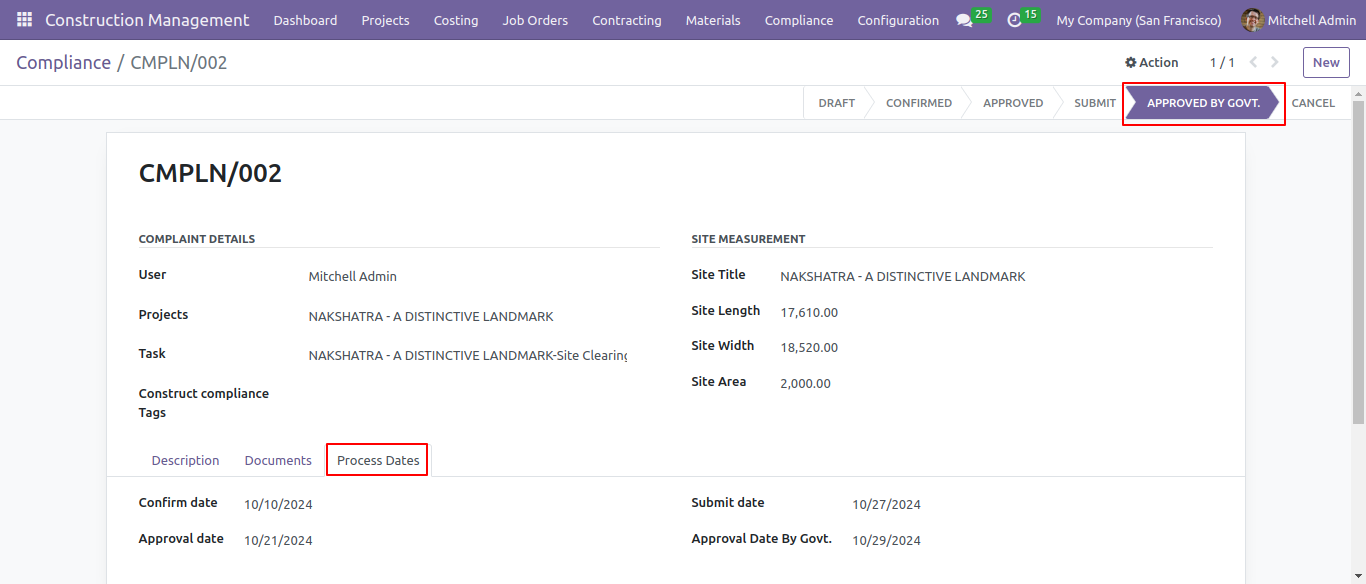 Construction Management Dashboard Projects Costing Job Orders Contracting Materials Compliance Configuration 25 15 My Company (San Francisco) Mitchell Admin
Compliance / CMPLN/002 Action 1 / 1 New
DRAFT CONFIRMED APPROVED SUBMIT APPROVED BY GOVT. CANCEL
CMPLN/002
COMPLAINT DETAILS SITE MEASUREMENT
User Mitchell Admin Site Title NAKSHATRA - A DISTINCTIVE LANDMARK
Projects NAKSHATRA - A DISTINCTIVE LANDMARK Site Length 17,610.00
Task NAKSHATRA - A DISTINCTIVE LANDMARK-Site Clearing Site Width 18,520.00
Construct compliance Site Area 2,000.00
Tags
Description Documents Process Dates
Confirm date 10/10/2024 Submit date 10/27/2024
Approval date 10/21/2024 Approval Date By Govt. 10/29/2024